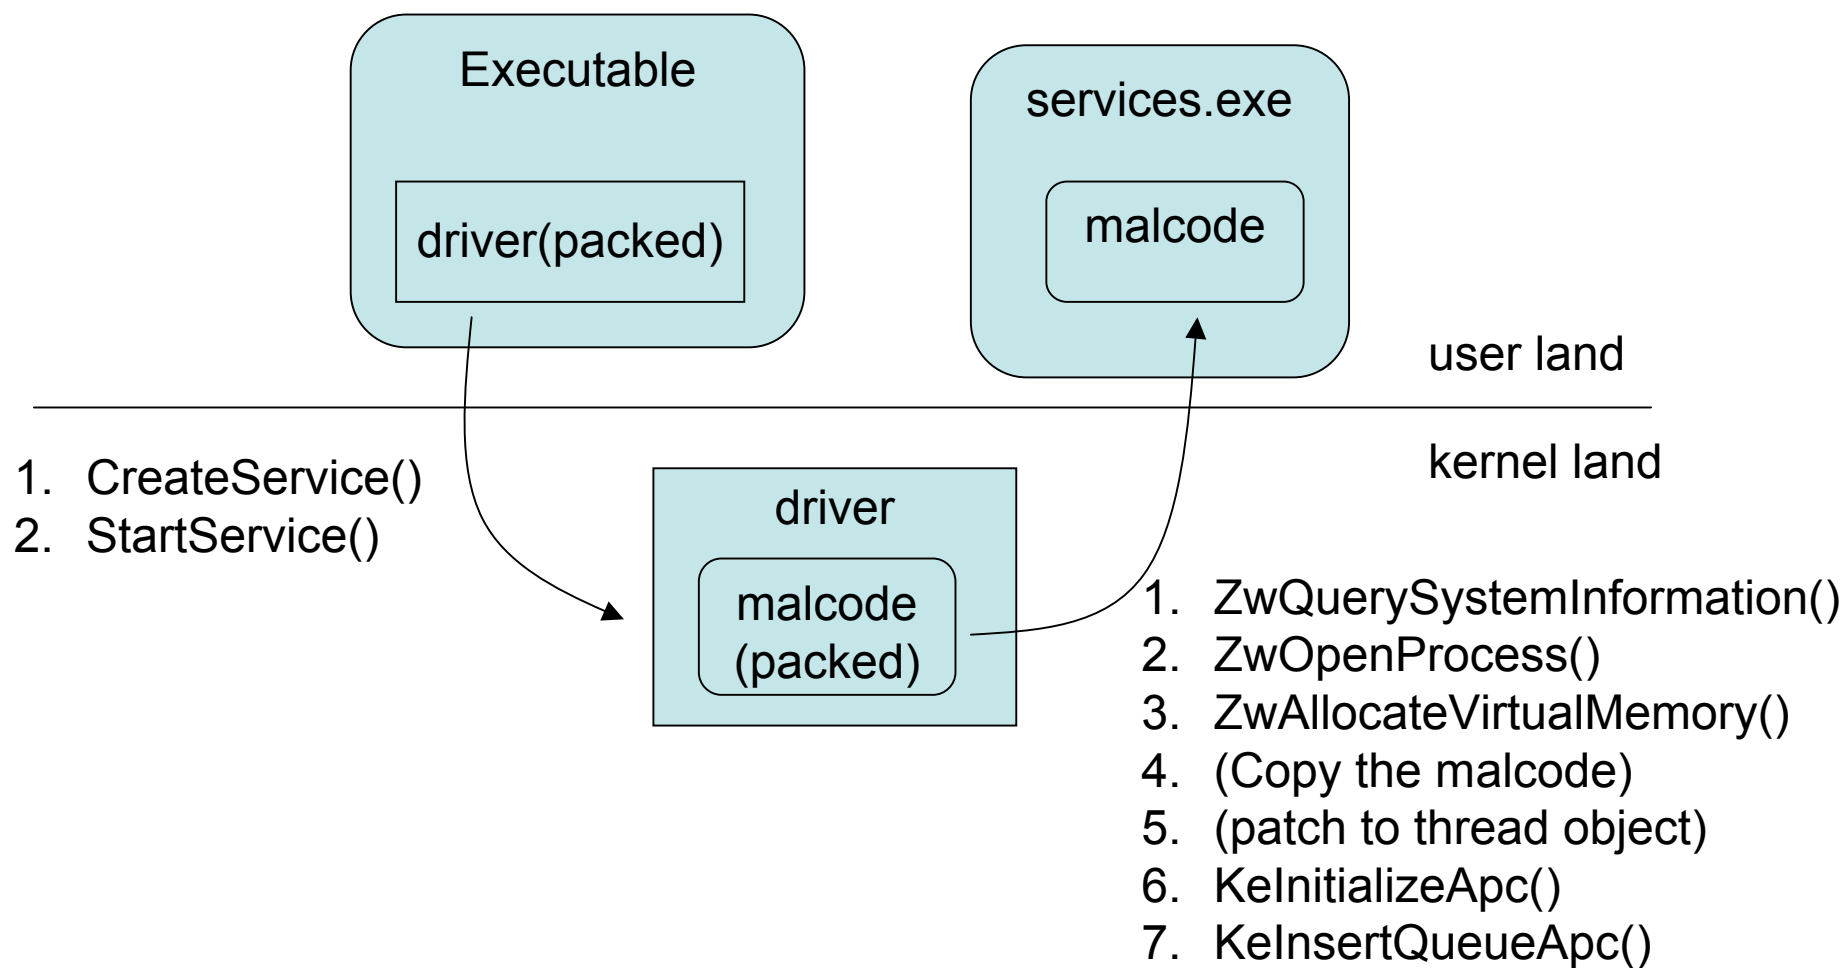 Executable
driver(packed)
services.exe
malcode
user land
kernel land
1. CreateService()
2. StartService()
driver
malcode
(packed)
1. ZwQuerySystemInformation()
2. ZwOpenProcess()
3. ZwAllocateVirtualMemory()
4. (Copy the malcode)
5. (patch to thread object)
6. KeInitializeApc()
7. KeInsertQueueApc()